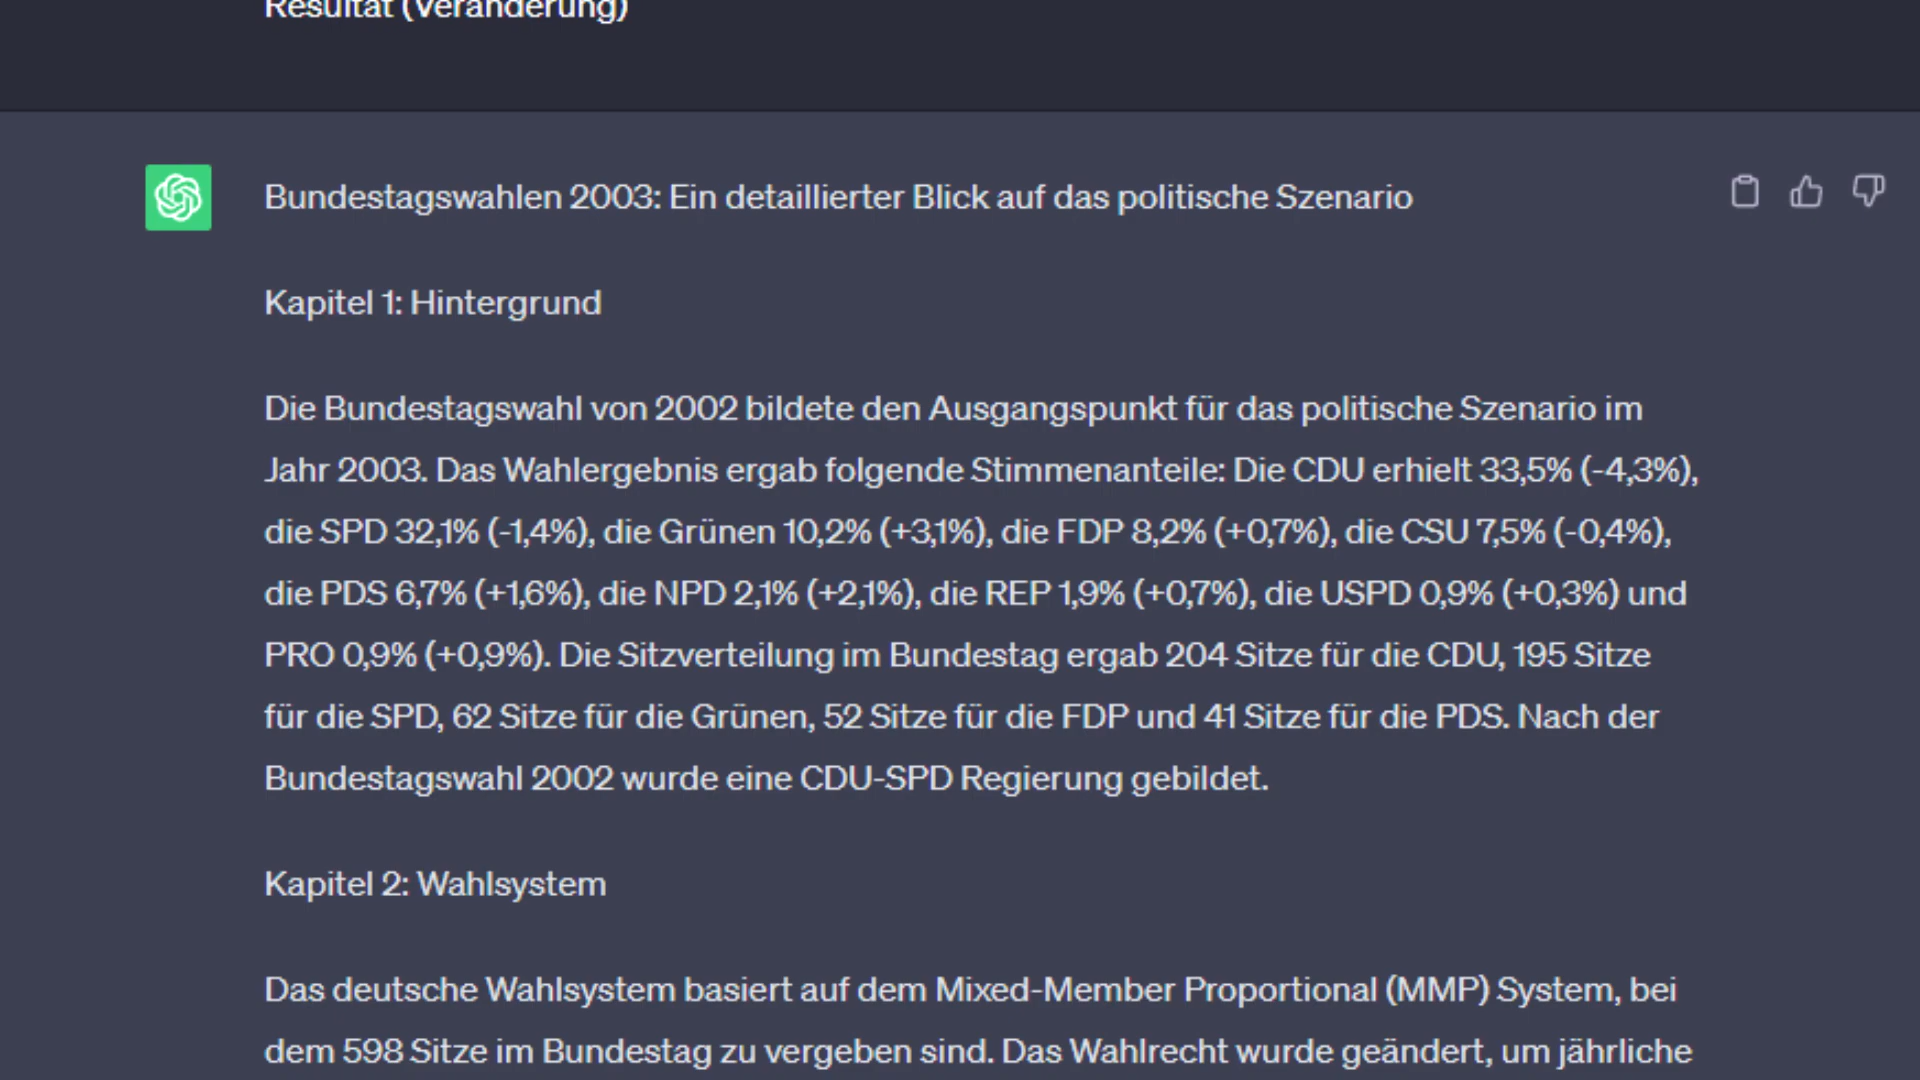 Resultat (Veränderung)
Bundestagswahlen 2003: Ein detaillierter Blick auf das politische Szenario
Kapitel 1: Hintergrund
Die Bundestagswahl von 2002 bildete den Ausgangspunkt für das politische Szenario im
Jahr 2003. Das Wahlergebnis ergab folgende Stimmenanteile: Die CDU erhielt 33,5% (-4,3%),
die SPD 32,1% (-1,4%), die Grünen 10,2% (+3,1%), die FDP 8,2% (+0,7%), die CSU 7,5% (-0,4%),
die PDS 6,7% (+1,6%), die NPD 2,1% (+2,1%), die REP 1,9% (+0,7%), die USPD 0,9% (+0,3%) und
PRO 0,9% (+0,9%). Die Sitzverteilung im Bundestag ergab 204 Sitze für die CDU, 195 Sitze
für die SPD, 62 Sitze für die Grünen, 52 Sitze für die FDP und 41 Sitze für die PDS. Nach der
Bundestagswahl 2002 wurde eine CDU-SPD Regierung gebildet.
Kapitel 2: Wahlsystem
Das deutsche Wahlsystem basiert auf dem Mixed-Member Proportional (MMP) System, bei
dem 598 Sitze im Bundestag zu vergeben sind. Das Wahlrecht wurde geändert, um jährliche